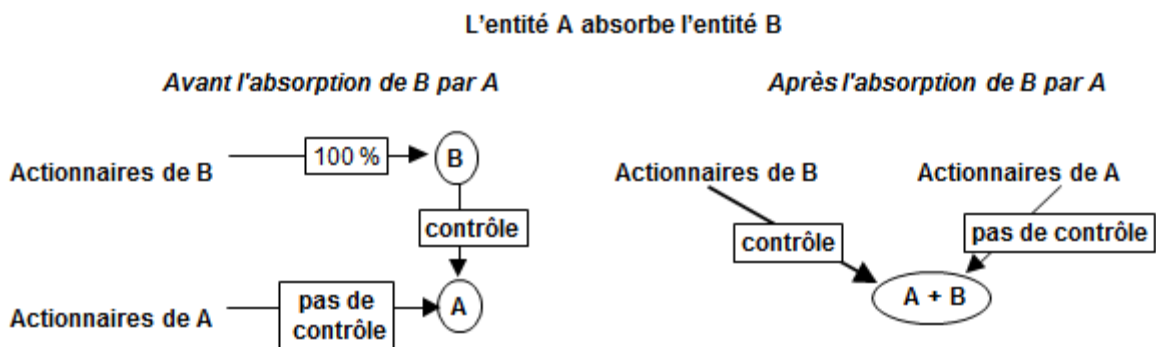 L'entité A absorbe l'entité B
Avant l'absorption de B par A
Après l'absorption de B par A
Actionnaires de B
100 %
B
contrôle
Actionnaires de A
pas de
contrôle
A
Actionnaires de B
Actionnaires de A
contrôle
pas de contrôle
A + B